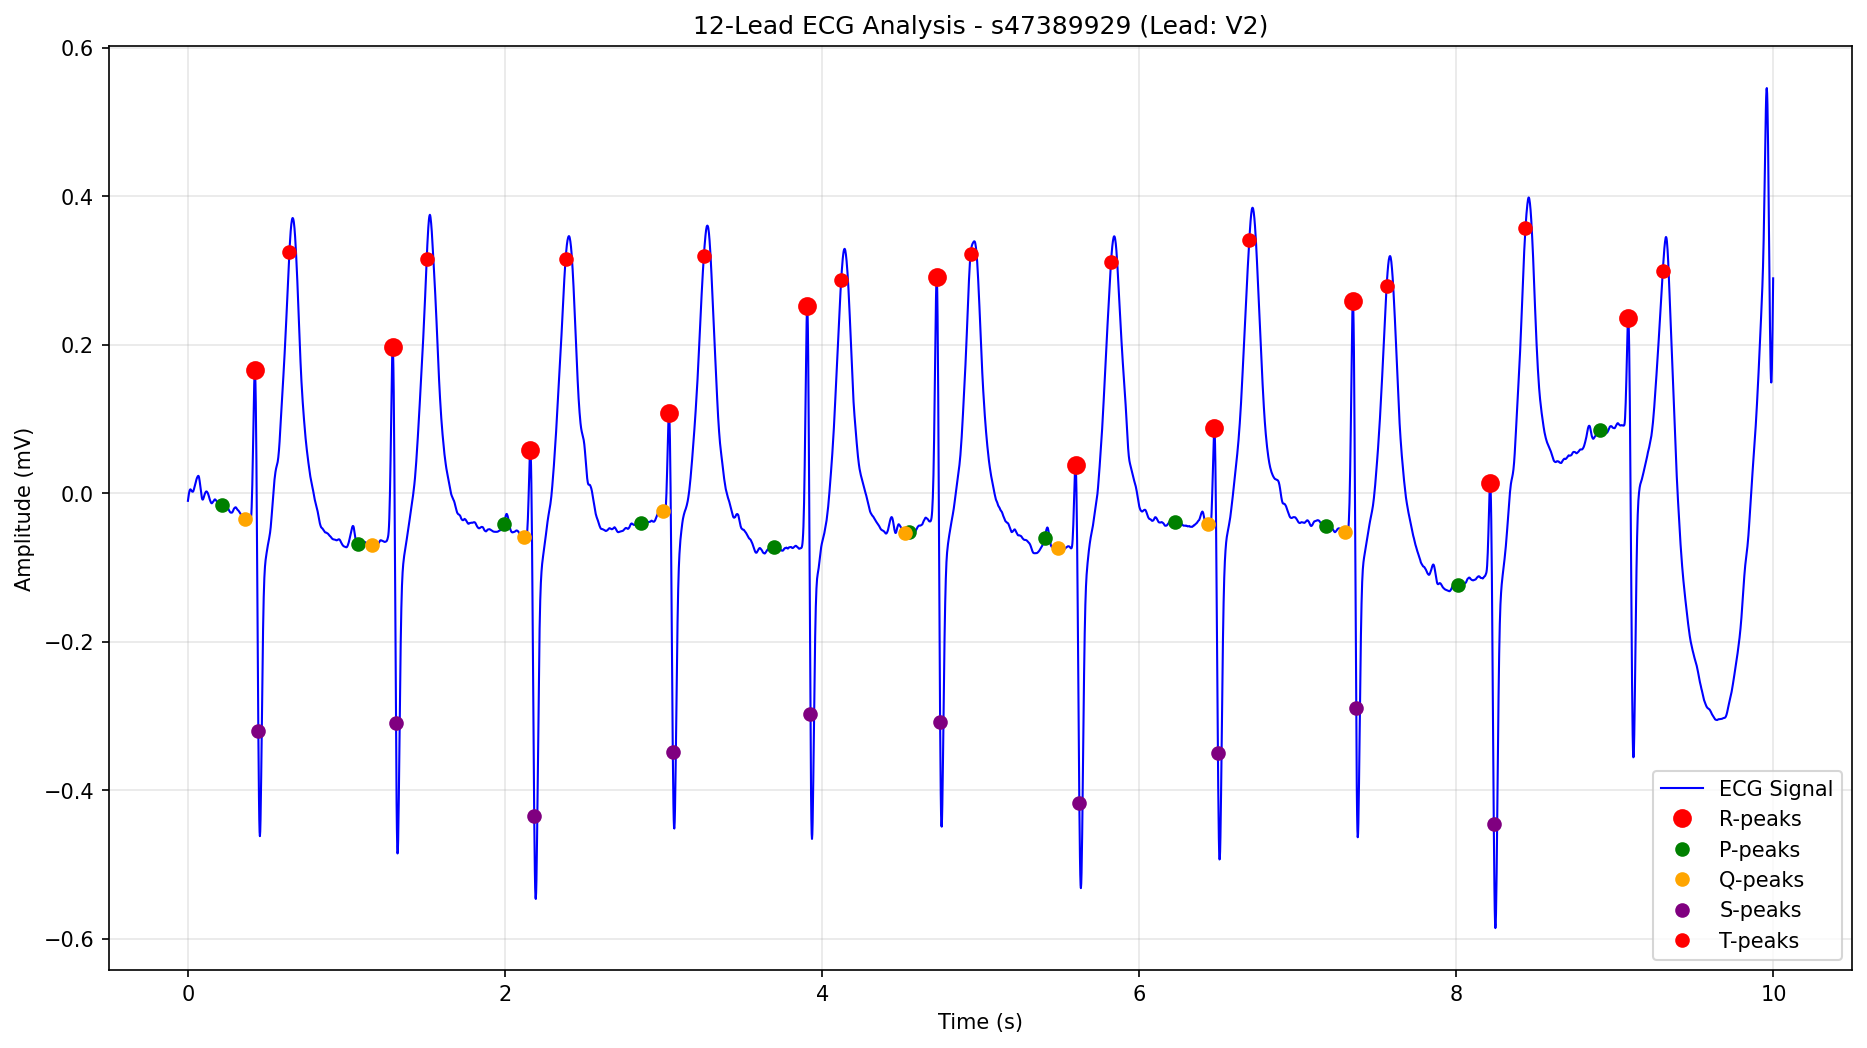 12-Lead ECG Analysis - s47389929 (Lead: V2)
Amplitude (mV)
0.6
0.4
0.2
0.0
−0.2
−0.4
−0.6
ECG Signal
R-peaks
P-peaks
Q-peaks
S-peaks
T-peaks
0 2 4 6 8 10
Time (s)